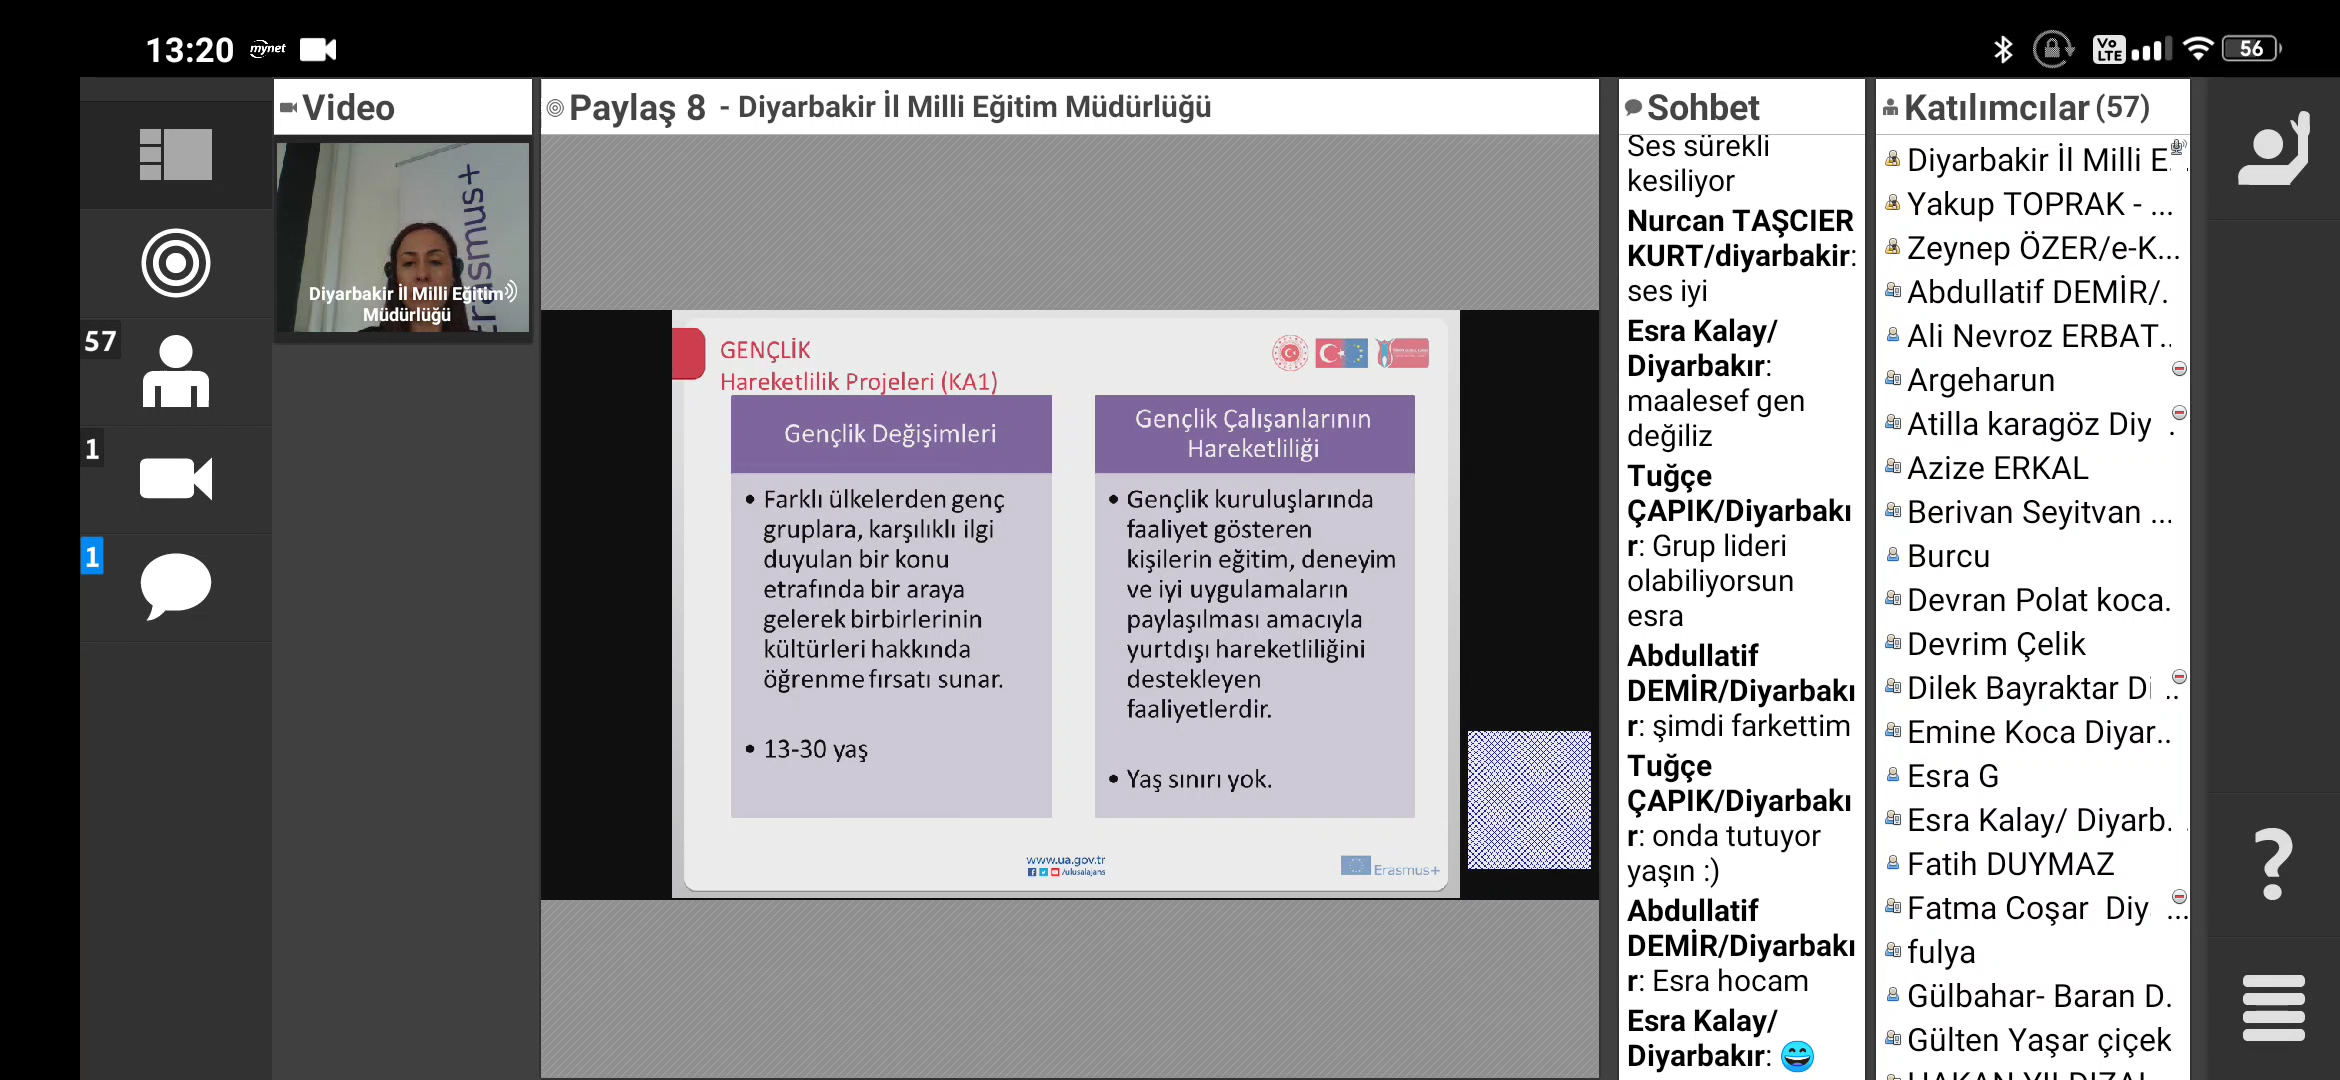 13:20 mynet
Vo LTE 56
57
1
1
Video
Erasmus+
Diyarbakir İl Milli Eğitim
Müdürlüğü
Paylaş 8 - Diyarbakir İl Milli Eğitim Müdürlüğü
GENÇLİK
Hareketlilik Projeleri (KA1)
Gençlik Değişimleri
• Farklı ülkelerden genç
gruplara, karşılıklı ilgi
duyulan bir konu
etrafında bir araya
gelerek birbirlerinin
kültürleri hakkında
öğrenme fırsatı sunar.
• 13-30 yaş
Gençlik Çalışanlarının
Hareketliliği
• Gençlik kuruluşlarında
faaliyet gösteren
kişilerin eğitim, deneyim
ve iyi uygulamaların
paylaşılması amacıyla
yurtdışı hareketliliğini
destekleyen
faaliyetlerdir.
• Yaş sınırı yok.
www.ua.gov.tr
/ulusalajans
Erasmus+
Sohbet
Ses sürekli
kesiliyor
Nurcan TAŞCIER
KURT/diyarbakir:
ses iyi
Esra Kalay/
Diyarbakır:
maalesef gen
değiliz
Tuğçe
ÇAPIK/Diyarbakı
r: Grup lideri
olabiliyorsun
esra
Abdullatif
DEMİR/Diyarbakı
r: şimdi farkettim
Tuğçe
ÇAPIK/Diyarbakı
r: onda tutuyor
yaşın :)
Abdullatif
DEMİR/Diyarbakı
r: Esra hocam
Esra Kalay/
Diyarbakır: 😄
Katılımcılar (57)
Diyarbakir İl Milli E...
Yakup TOPRAK - ...
Zeynep ÖZER/e-K...
Abdullatif DEMİR/.
Ali Nevroz ERBAT..
Argeharun
Atilla karagöz Diy .
Azize ERKAL
Berivan Seyitvan ...
Burcu
Devran Polat koca.
Devrim Çelik
Dilek Bayraktar Di ..
Emine Koca Diyar..
Esra G
Esra Kalay/ Diyarb. .
Fatih DUYMAZ
Fatma Coşar Diy ...
fulya
Gülbahar- Baran D.
Gülten Yaşar çiçek